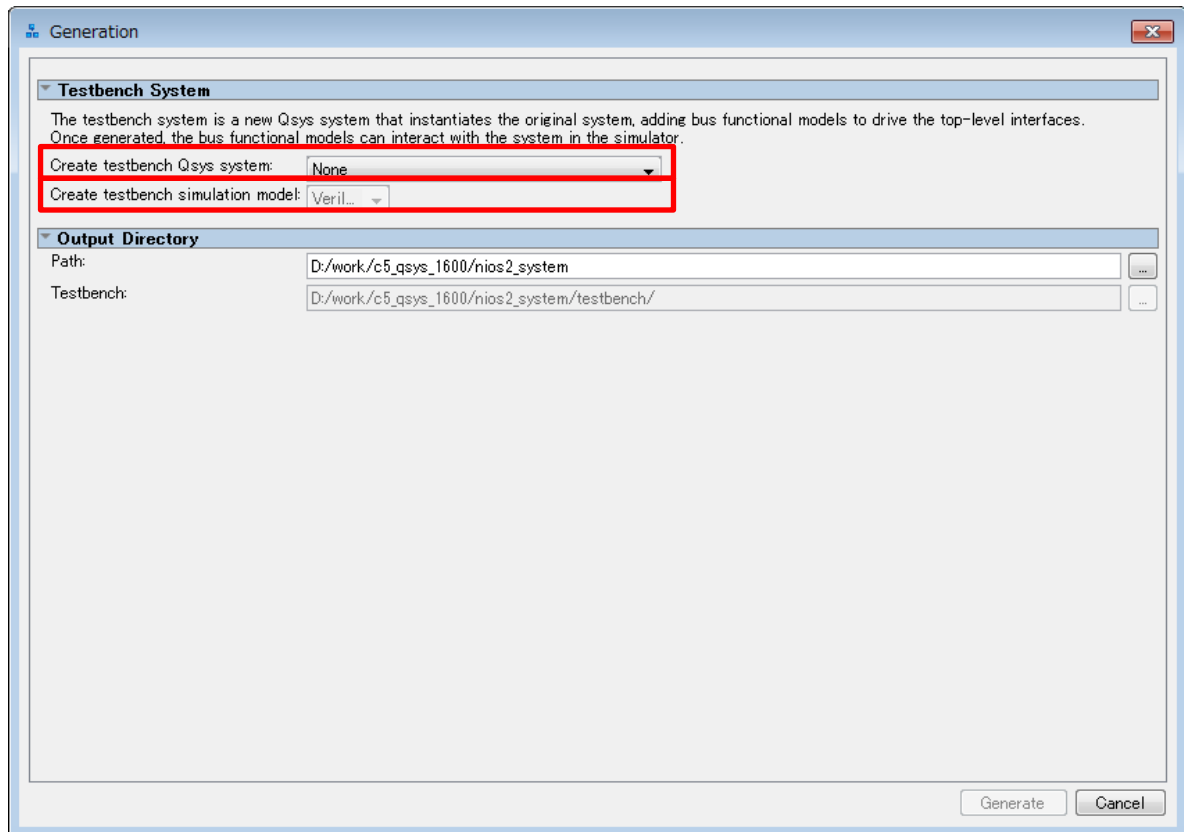 Generation
Testbench System
The testbench system is a new Qsys system that instantiates the original system, adding bus functional models to drive the top-level interfaces.
Once generated, the bus functional models can interact with the system in the simulator.
Create testbench Qsys system: None
Create testbench simulation model: Veril...
Output Directory
Path: D:/work/c5_qsys_1600/nios2_system ...
Testbench: D:/work/c5_qsys_1600/nios2_system/testbench/ ...
Generate Cancel